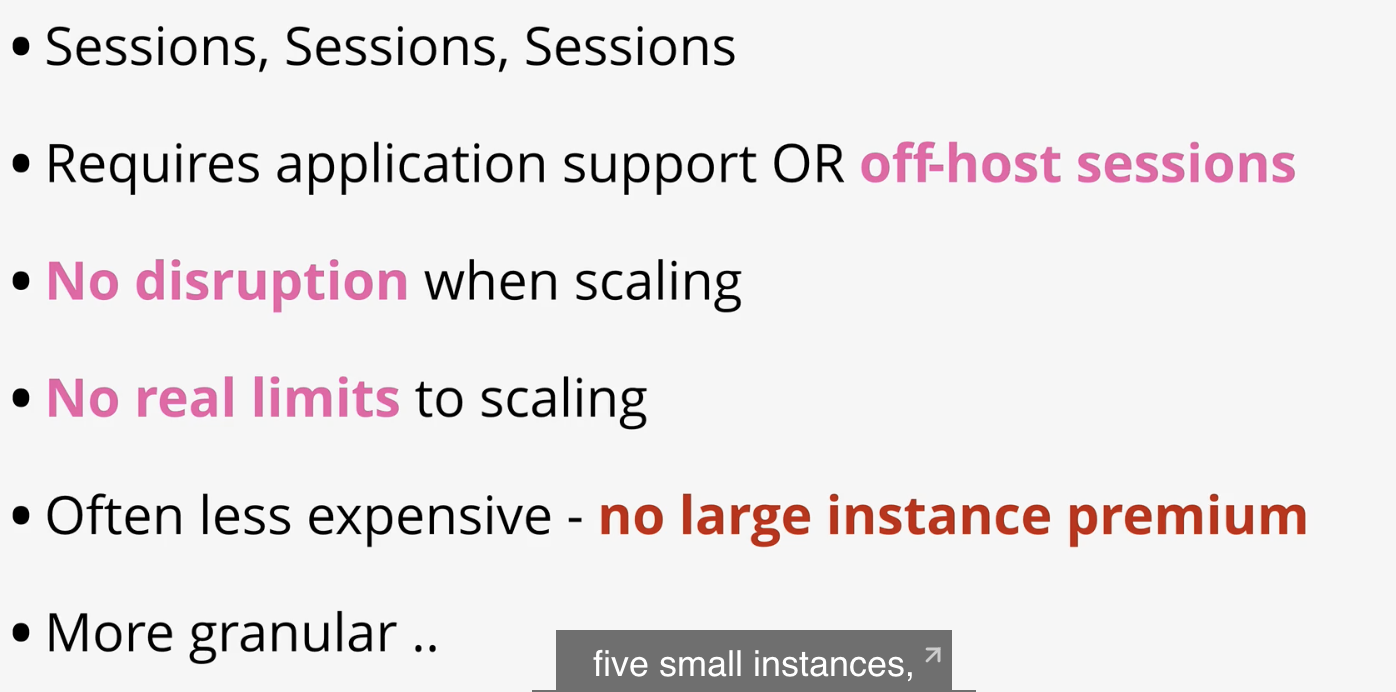 • Sessions, Sessions, Sessions
• Requires application support OR off-host sessions
• No disruption when scaling
• No real limits to scaling
• Often less expensive - no large instance premium
• More granular ..
five small instances,